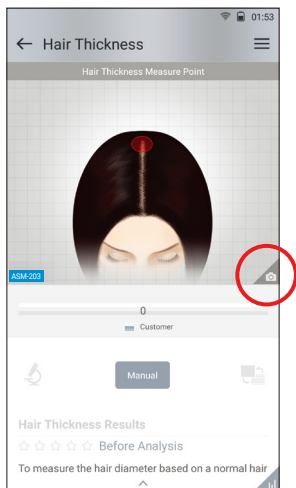 01:53
Hair Thickness
Hair Thickness Measure Point
ASM-203
0
Customer
Manual
Hair Thickness Results
Before Analysis
To measure the hair diameter based on a normal hair